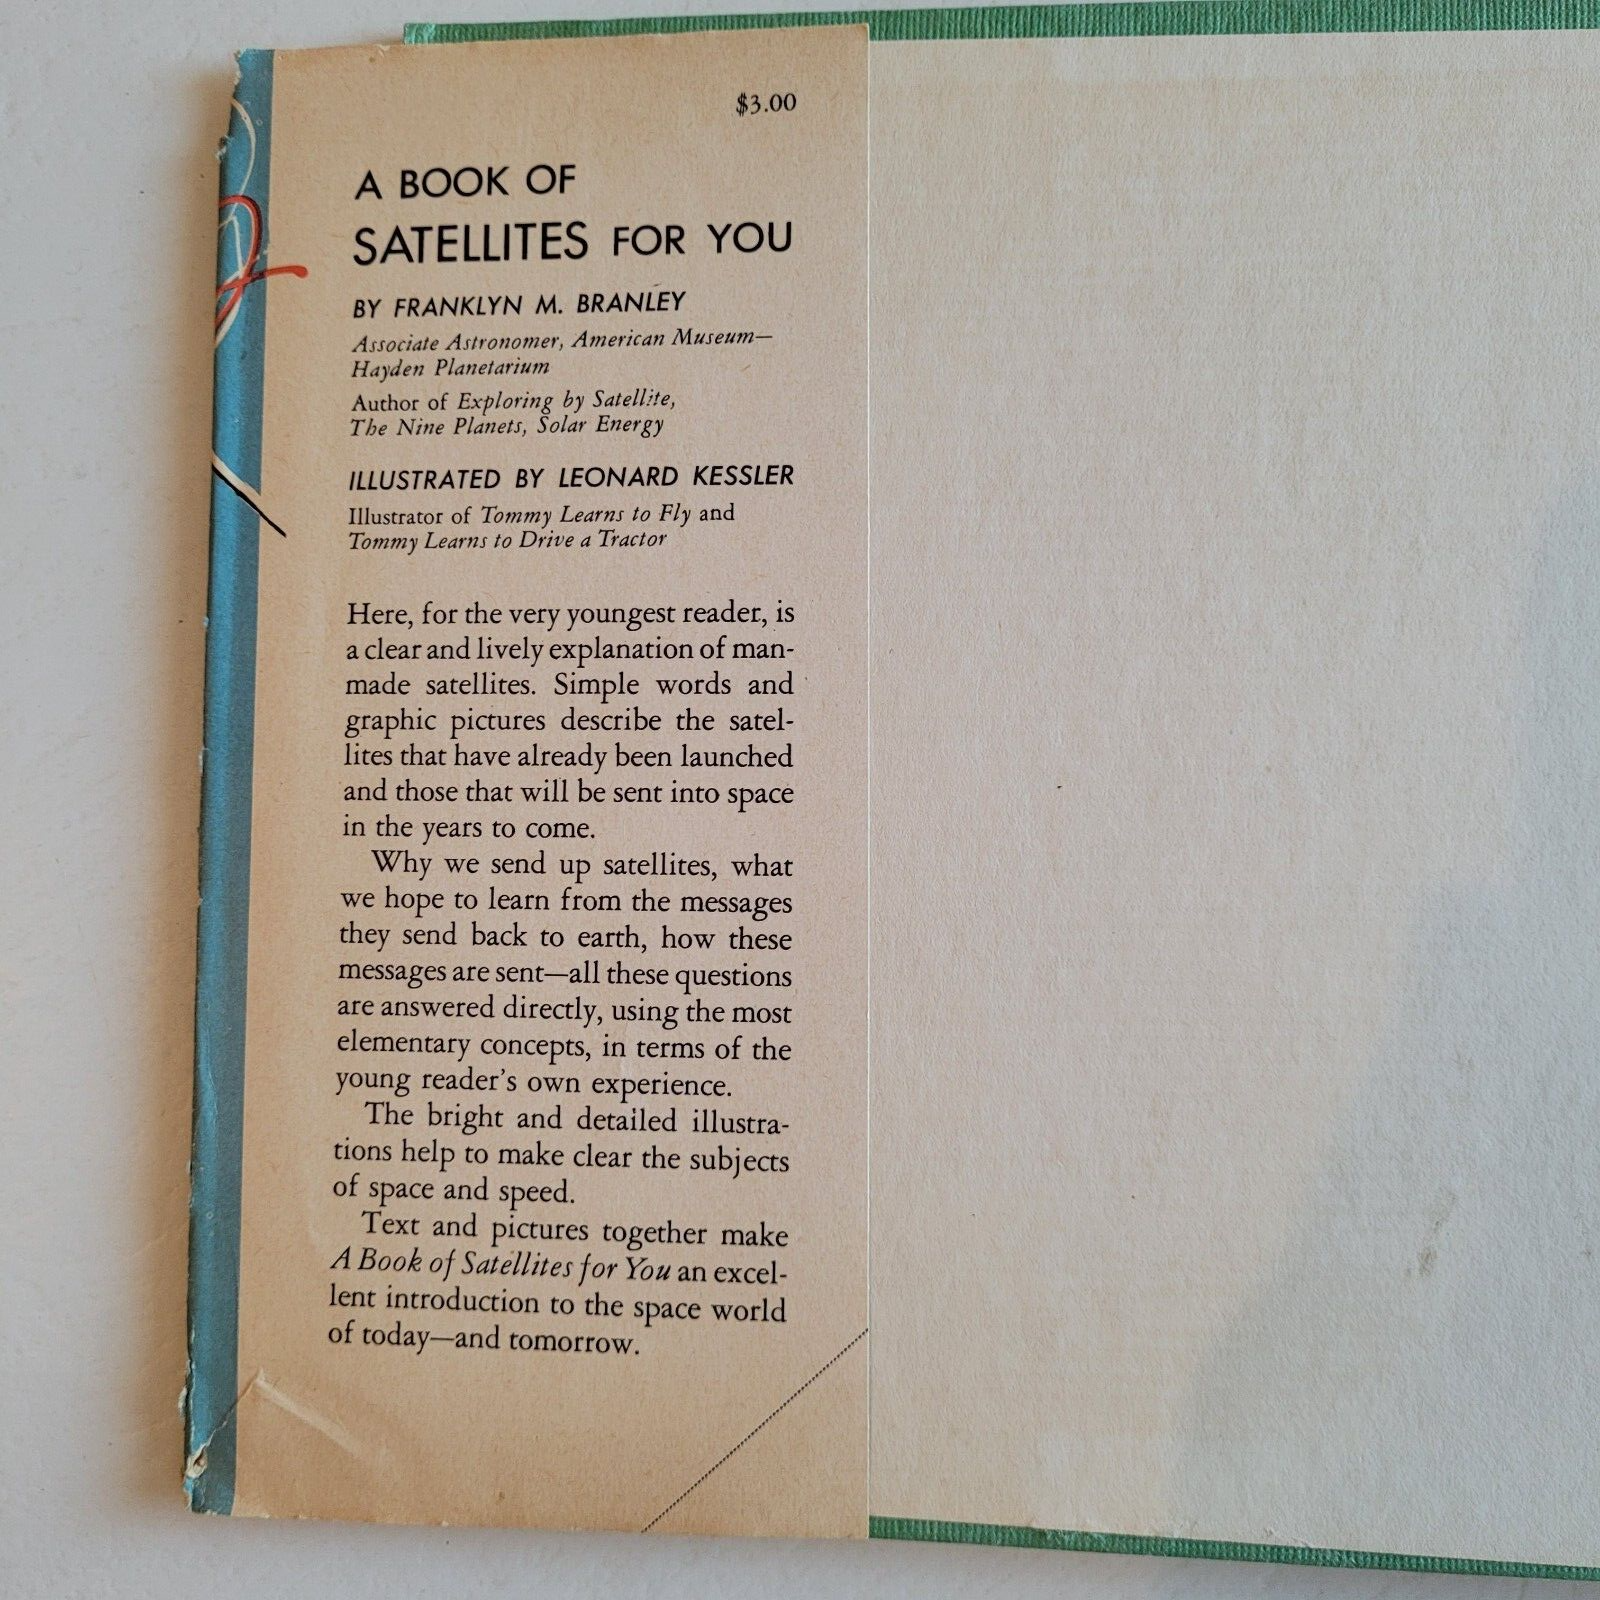 $3.00
A BOOK OF
SATELLITES FOR YOU
BY FRANKLYN M. BRANLEY
Associate Astronomer, American Museum—
Hayden Planetarium
Author of Exploring by Satellite,
The Nine Planets, Solar Energy
ILLUSTRATED BY LEONARD KESSLER
Illustrator of Tommy Learns to Fly and
Tommy Learns to Drive a Tractor
Here, for the very youngest reader, is
a clear and lively explanation of man-
made satellites. Simple words and
graphic pictures describe the satel-
lites that have already been launched
and those that will be sent into space
in the years to come.
Why we send up satellites, what
we hope to learn from the messages
they send back to earth, how these
messages are sent—all these questions
are answered directly, using the most
elementary concepts, in terms of the
young reader's own experience.
The bright and detailed illustra-
tions help to make clear the subjects
of space and speed.
Text and pictures together make
A Book of Satellites for You an excel-
lent introduction to the space world
of today—and tomorrow.